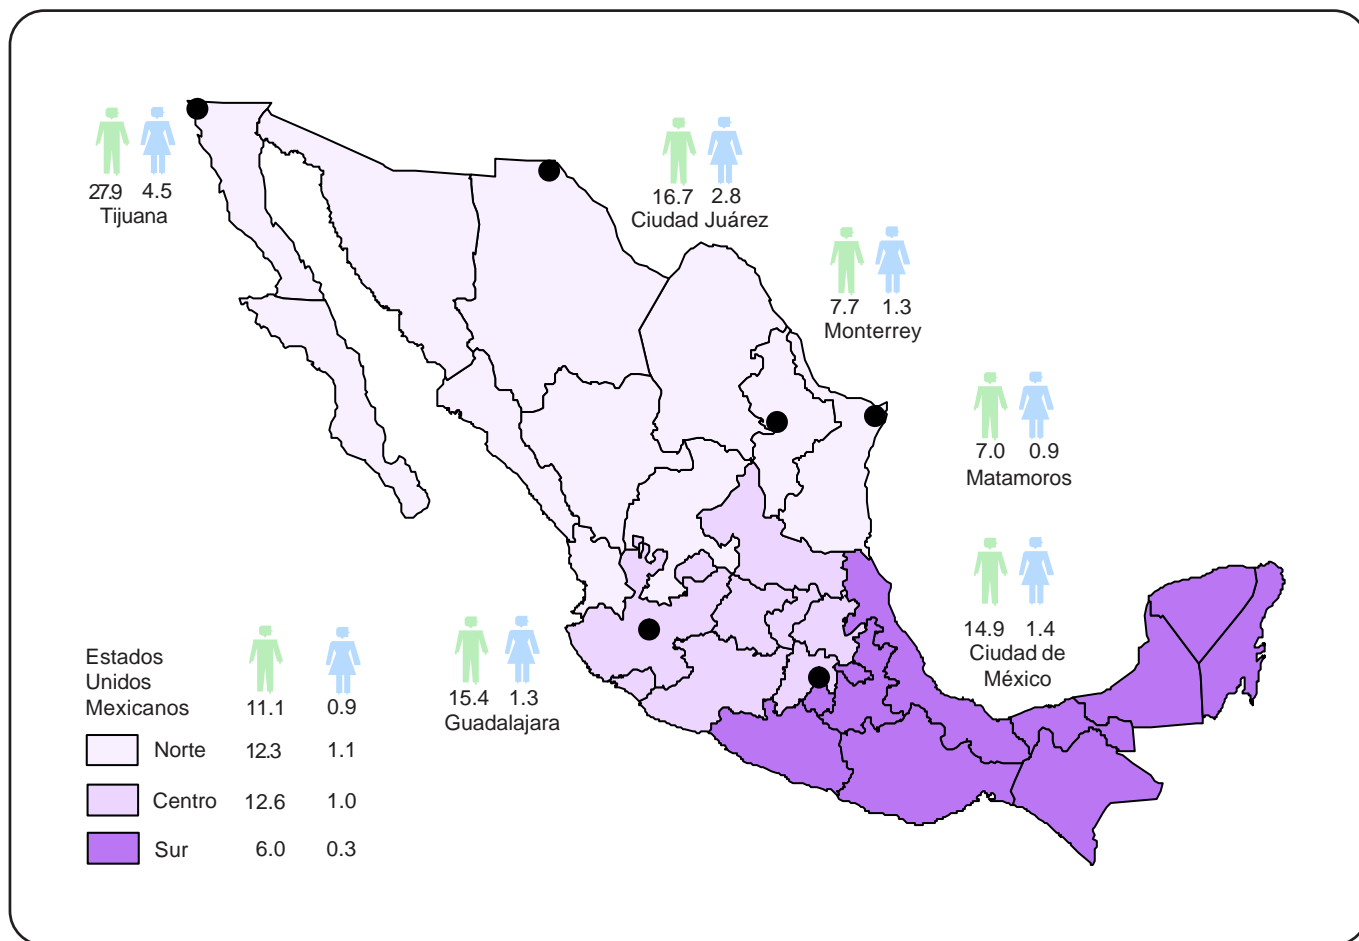 27.9 4.5
Tijuana
16.7 2.8
Ciudad Juárez
7.7 1.3
Monterrey
7.0 0.9
Matamoros
14.9 1.4
Ciudad de
México
15.4 1.3
Guadalajara
Estados
Unidos
Mexicanos 11.1 0.9
Norte 12.3 1.1
Centro 12.6 1.0
Sur 6.0 0.3